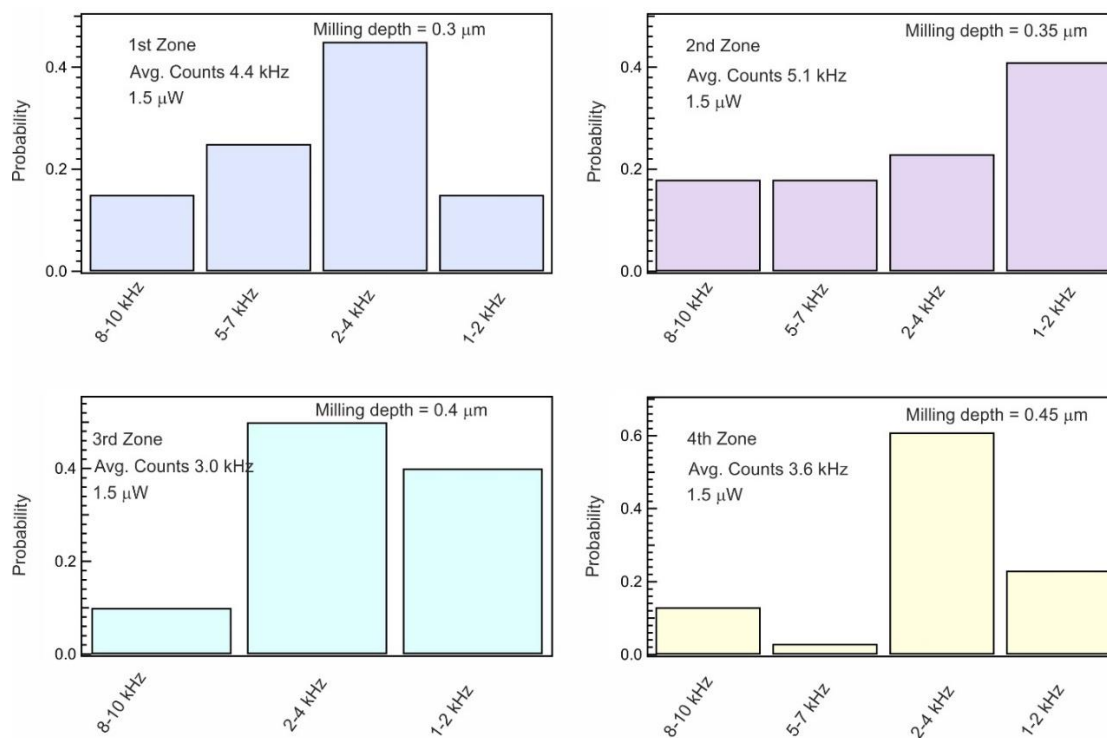 Milling depth = 0.3 μm
1st Zone
Avg. Counts 4.4 kHz
1.5 μW
Probability
0.4
0.2
0.0
8-10 kHz
5-7 kHz
2-4 kHz
1-2 kHz
Milling depth = 0.35 μm
2nd Zone
Avg. Counts 5.1 kHz
1.5 μW
Probability
0.4
0.2
0.0
8-10 kHz
5-7 kHz
2-4 kHz
1-2 kHz
Milling depth = 0.4 μm
3rd Zone
Avg. Counts 3.0 kHz
1.5 μW
Probability
0.4
0.2
0.0
8-10 kHz
2-4 kHz
1-2 kHz
Milling depth = 0.45 μm
4th Zone
Avg. Counts 3.6 kHz
1.5 μW
Probability
0.6
0.4
0.2
0.0
8-10 kHz
5-7 kHz
2-4 kHz
1-2 kHz